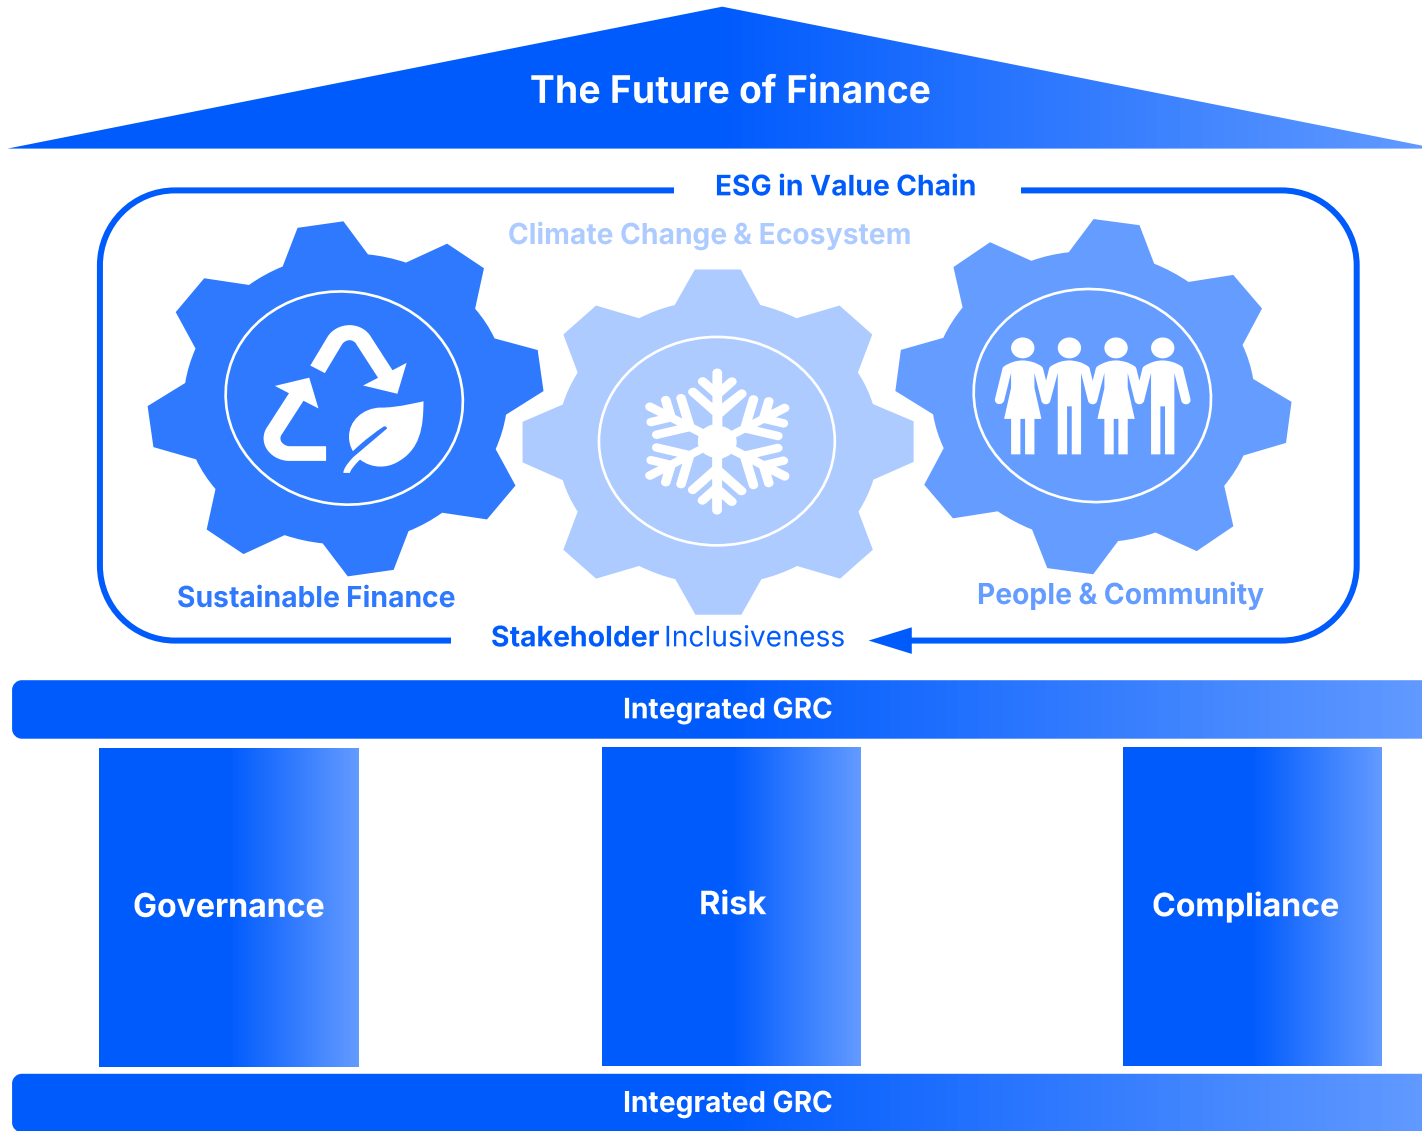 The Future of Finance
ESG in Value Chain
Climate Change & Ecosystem
Sustainable Finance
People & Community
Stakeholder Inclusiveness
Integrated GRC
Governance
Risk
Compliance
Integrated GRC